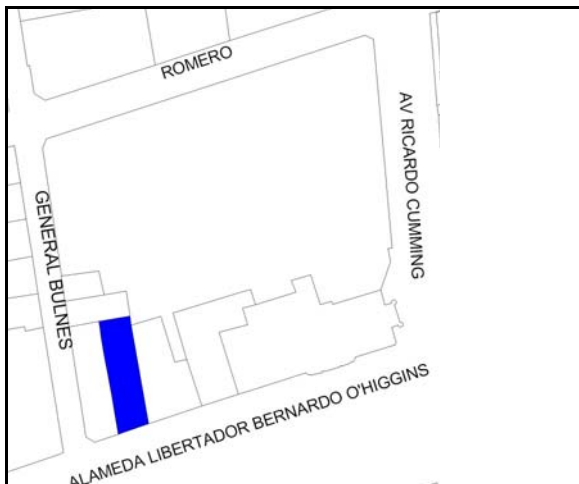 ROMERO
AV RICARDO CUMMING
GENERAL BULNES
ALAMEDA LIBERTADOR BERNARDO O'HIGGINS